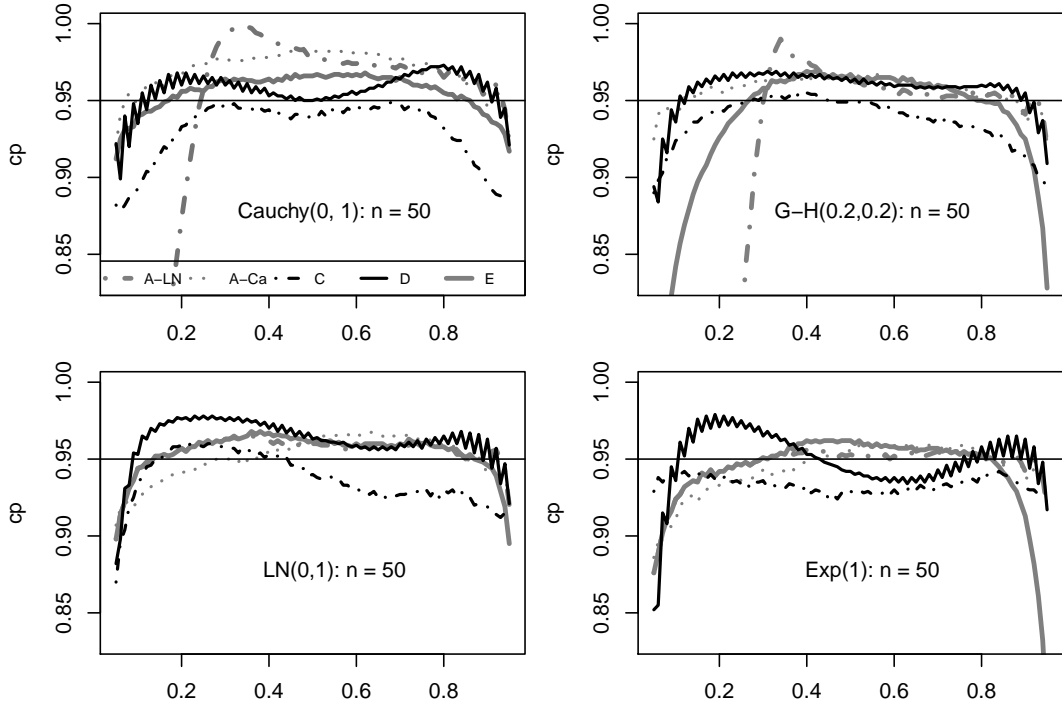 1.00
0.95
0.90
0.85
cp
Cauchy(0, 1): n = 50
A−LN A−Ca C D E
0.2 0.4 0.6 0.8
1.00
0.95
0.90
0.85
cp
G−H(0.2,0.2): n = 50
0.2 0.4 0.6 0.8
1.00
0.95
0.90
0.85
cp
LN(0,1): n = 50
0.2 0.4 0.6 0.8
1.00
0.95
0.90
0.85
cp
Exp(1): n = 50
0.2 0.4 0.6 0.8